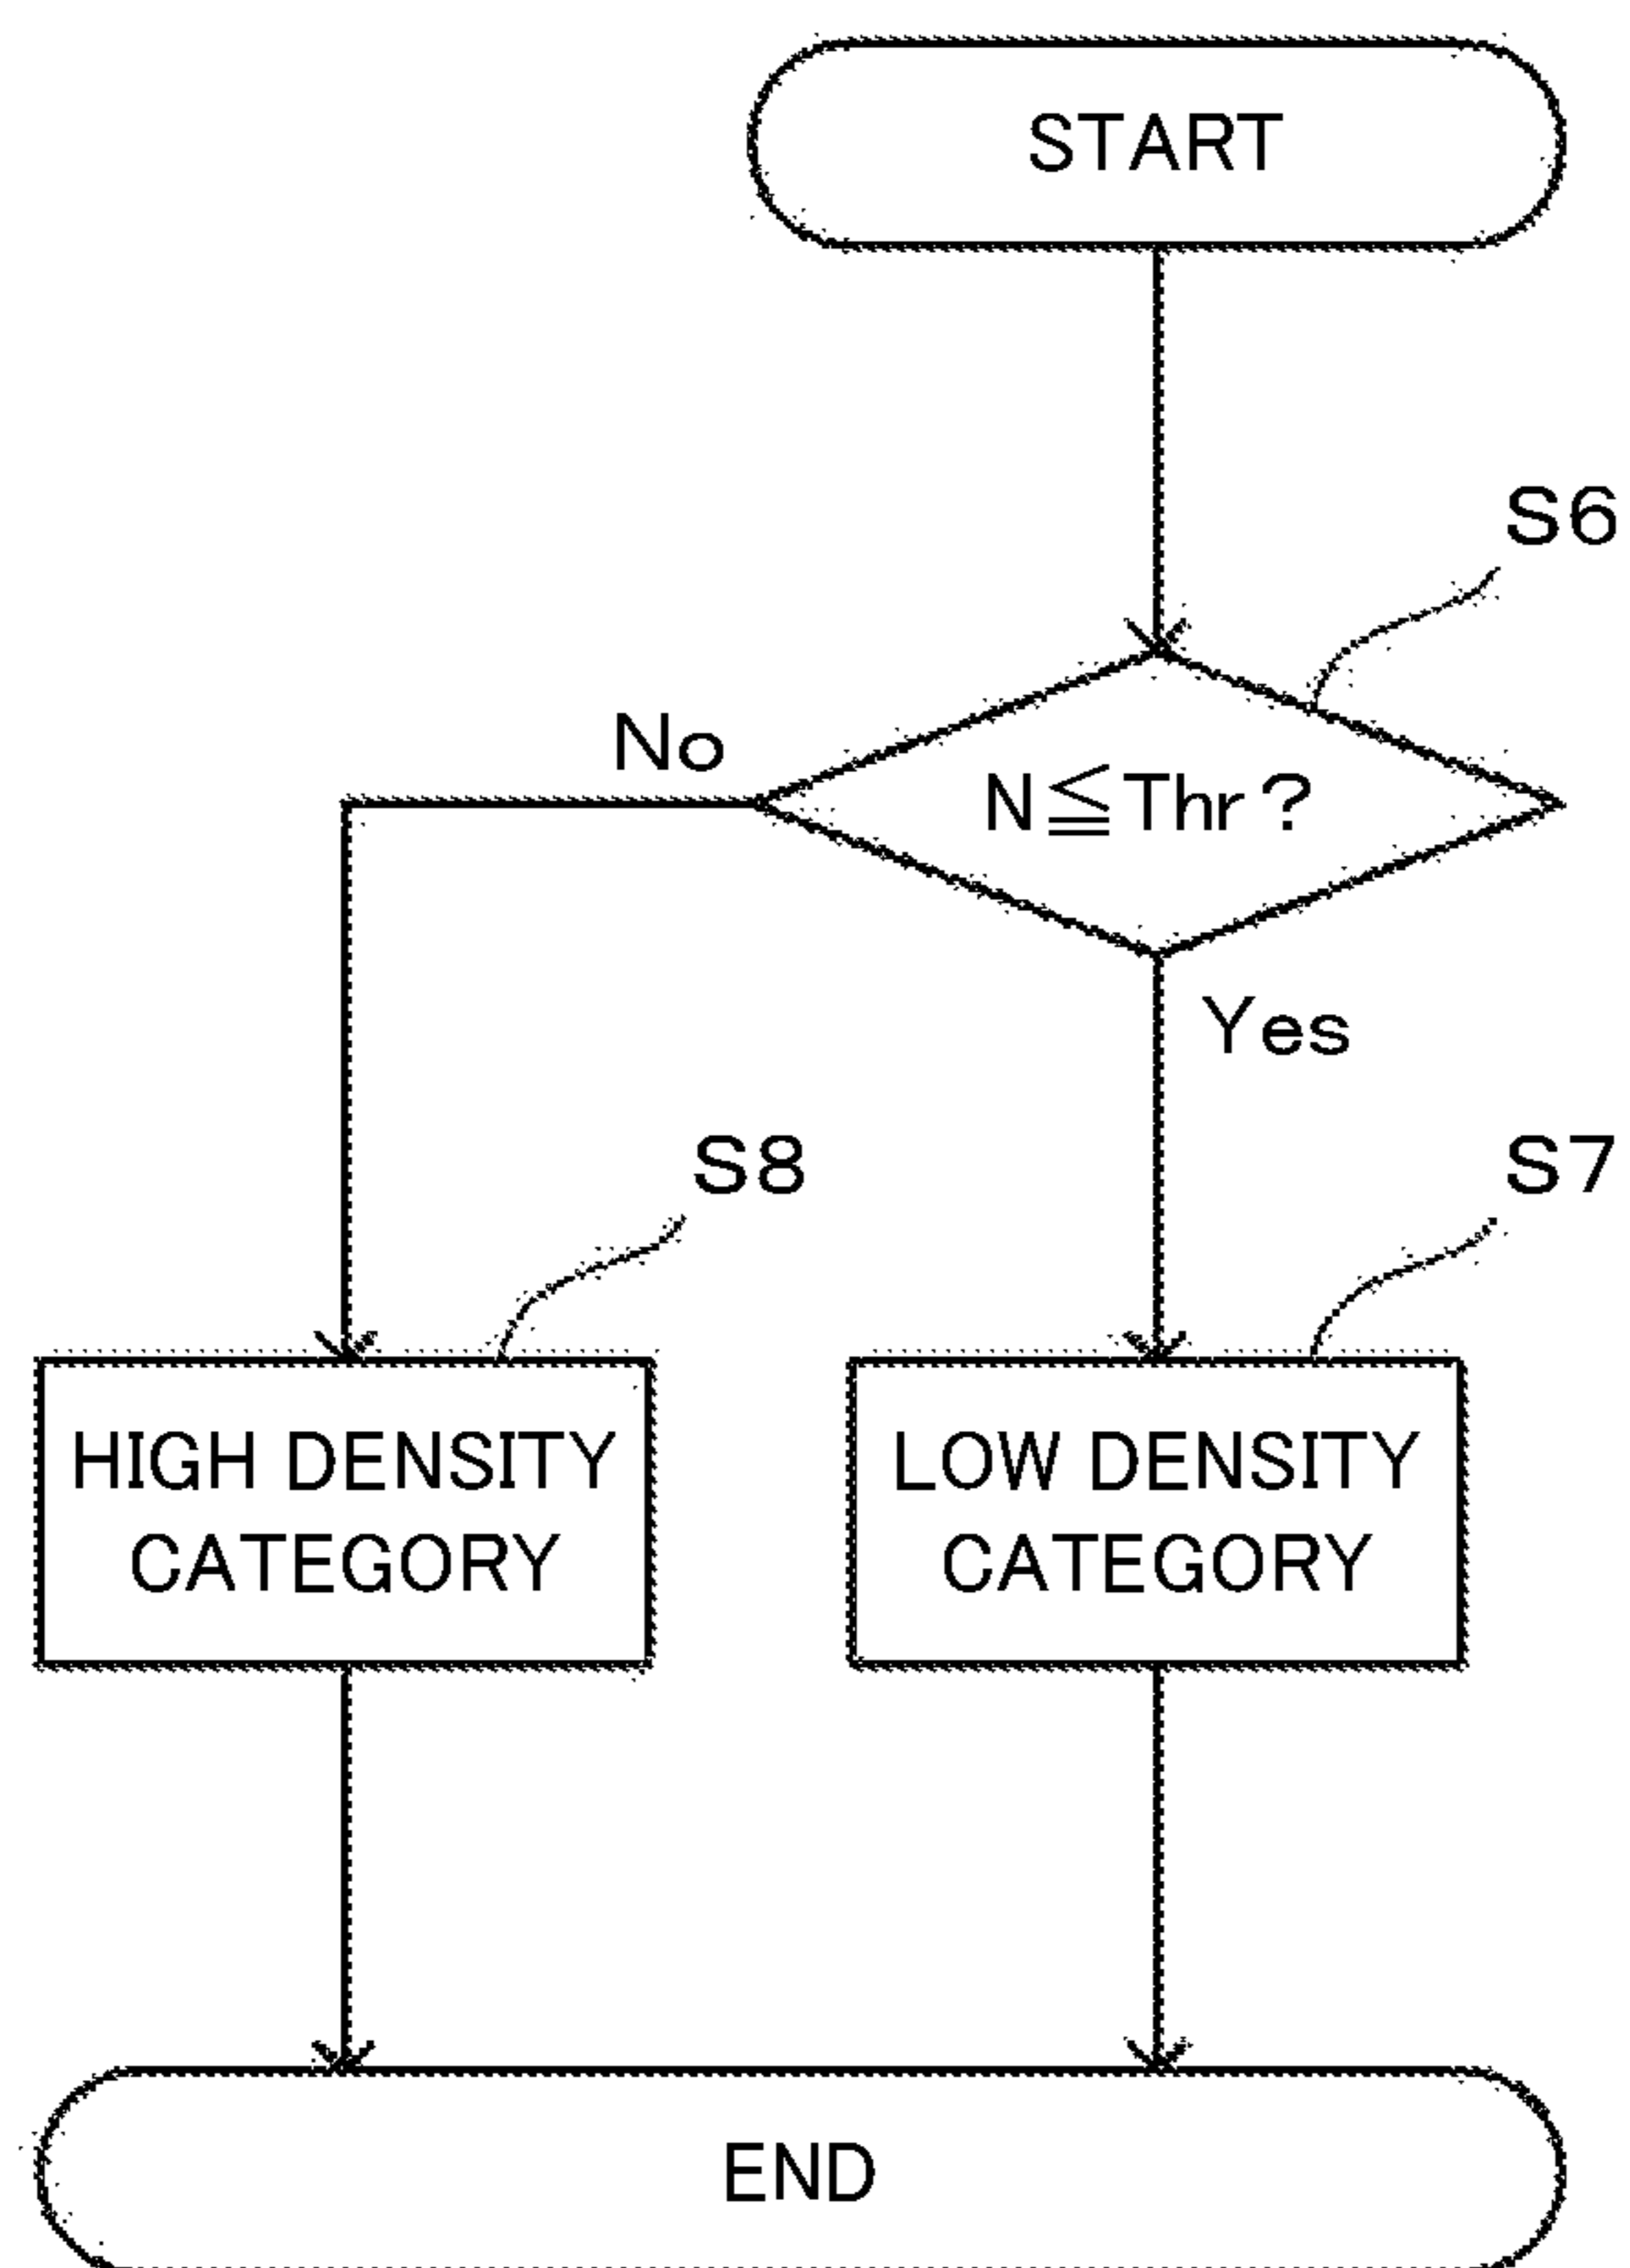 START
S6
No
N≦Thr?
Yes
S8
S7
HIGH DENSITY
CATEGORY
LOW DENSITY
CATEGORY
END